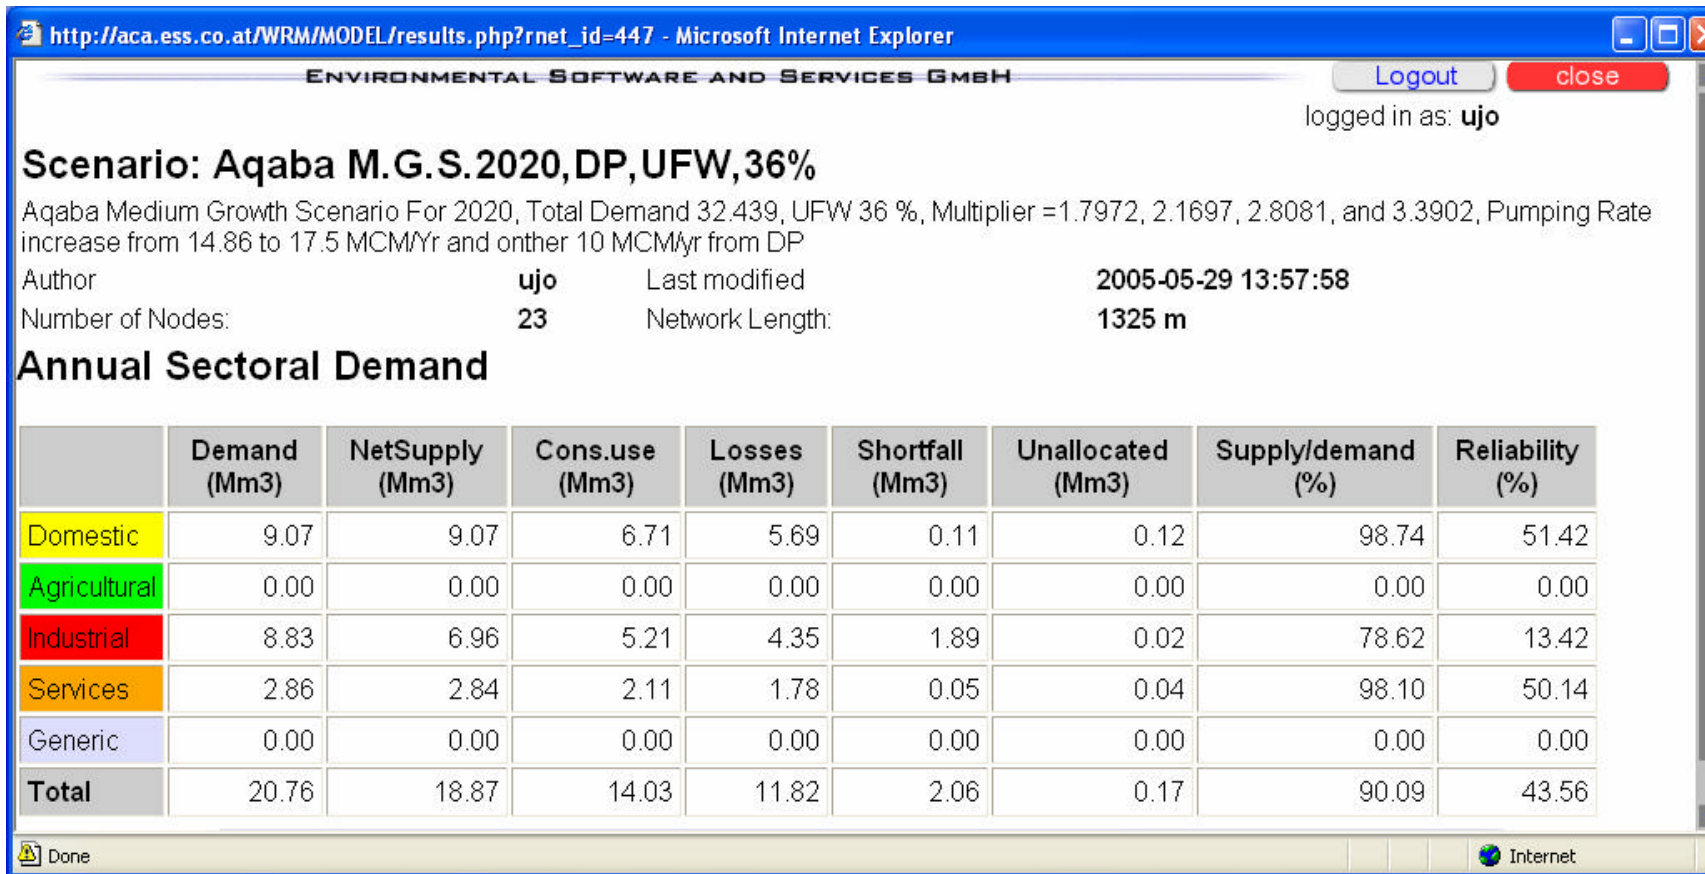 http://aca.ess.co.at/WRM/MODEL/results.php?rnet_id=447 - Microsoft Internet Explorer
ENVIRONMENTAL SOFTWARE AND SERVICES GMBH
Logout close
logged in as: ujo
Scenario: Aqaba M.G.S.2020,DP,UFW,36%
Aqaba Medium Growth Scenario For 2020, Total Demand 32.439, UFW 36 %, Multiplier =1.7972, 2.1697, 2.8081, and 3.3902, Pumping Rate
increase from 14.86 to 17.5 MCM/Yr and onther 10 MCM/yr from DP
Author ujo Last modified 2005-05-29 13:57:58
Number of Nodes: 23 Network Length: 1325 m
Annual Sectoral Demand
Demand (Mm3) NetSupply (Mm3) Cons.use (Mm3) Losses (Mm3) Shortfall (Mm3) Unallocated (Mm3) Supply/demand (%) Reliability (%)
Domestic 9.07 9.07 6.71 5.69 0.11 0.12 98.74 51.42
Agricultural 0.00 0.00 0.00 0.00 0.00 0.00 0.00 0.00
Industrial 8.83 6.96 5.21 4.35 1.89 0.02 78.62 13.42
Services 2.86 2.84 2.11 1.78 0.05 0.04 98.10 50.14
Generic 0.00 0.00 0.00 0.00 0.00 0.00 0.00 0.00
Total 20.76 18.87 14.03 11.82 2.06 0.17 90.09 43.56
Done Internet